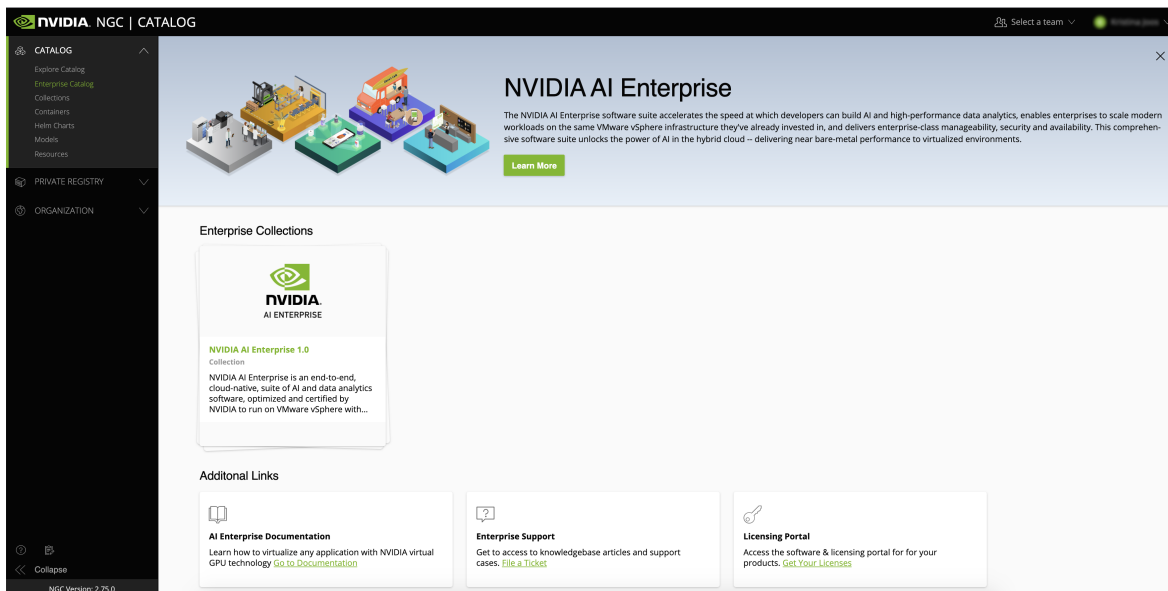 NVIDIA. NGC | CATALOG
Select a team
CATALOG
Explore Catalog
Enterprise Catalog
Collections
Containers
Helm Charts
Models
Resources
PRIVATE REGISTRY
ORGANIZATION
Collapse
NGC Version: 2.75.0
NVIDIA AI Enterprise
The NVIDIA AI Enterprise software suite accelerates the speed at which developers can build AI and high-performance data analytics, enables enterprises to scale modern
workloads on the same VMware vSphere infrastructure they've already invested in, and delivers enterprise-class manageability, security and availability. This comprehen-
sive software suite unlocks the power of AI in the hybrid cloud -- delivering near bare-metal performance to virtualized environments.
Learn More
Enterprise Collections
NVIDIA.
AI ENTERPRISE
NVIDIA AI Enterprise 1.0
Collection
NVIDIA AI Enterprise is an end-to-end,
cloud-native, suite of AI and data analytics
software, optimized and certified by
NVIDIA to run on VMware vSphere with...
Additonal Links
AI Enterprise Documentation
Learn how to virtualize any application with NVIDIA virtual
GPU technology Go to Documentation
Enterprise Support
Get to access to knowledgebase articles and support
cases. File a Ticket
Licensing Portal
Access the software & licensing portal for for your
products. Get Your Licenses